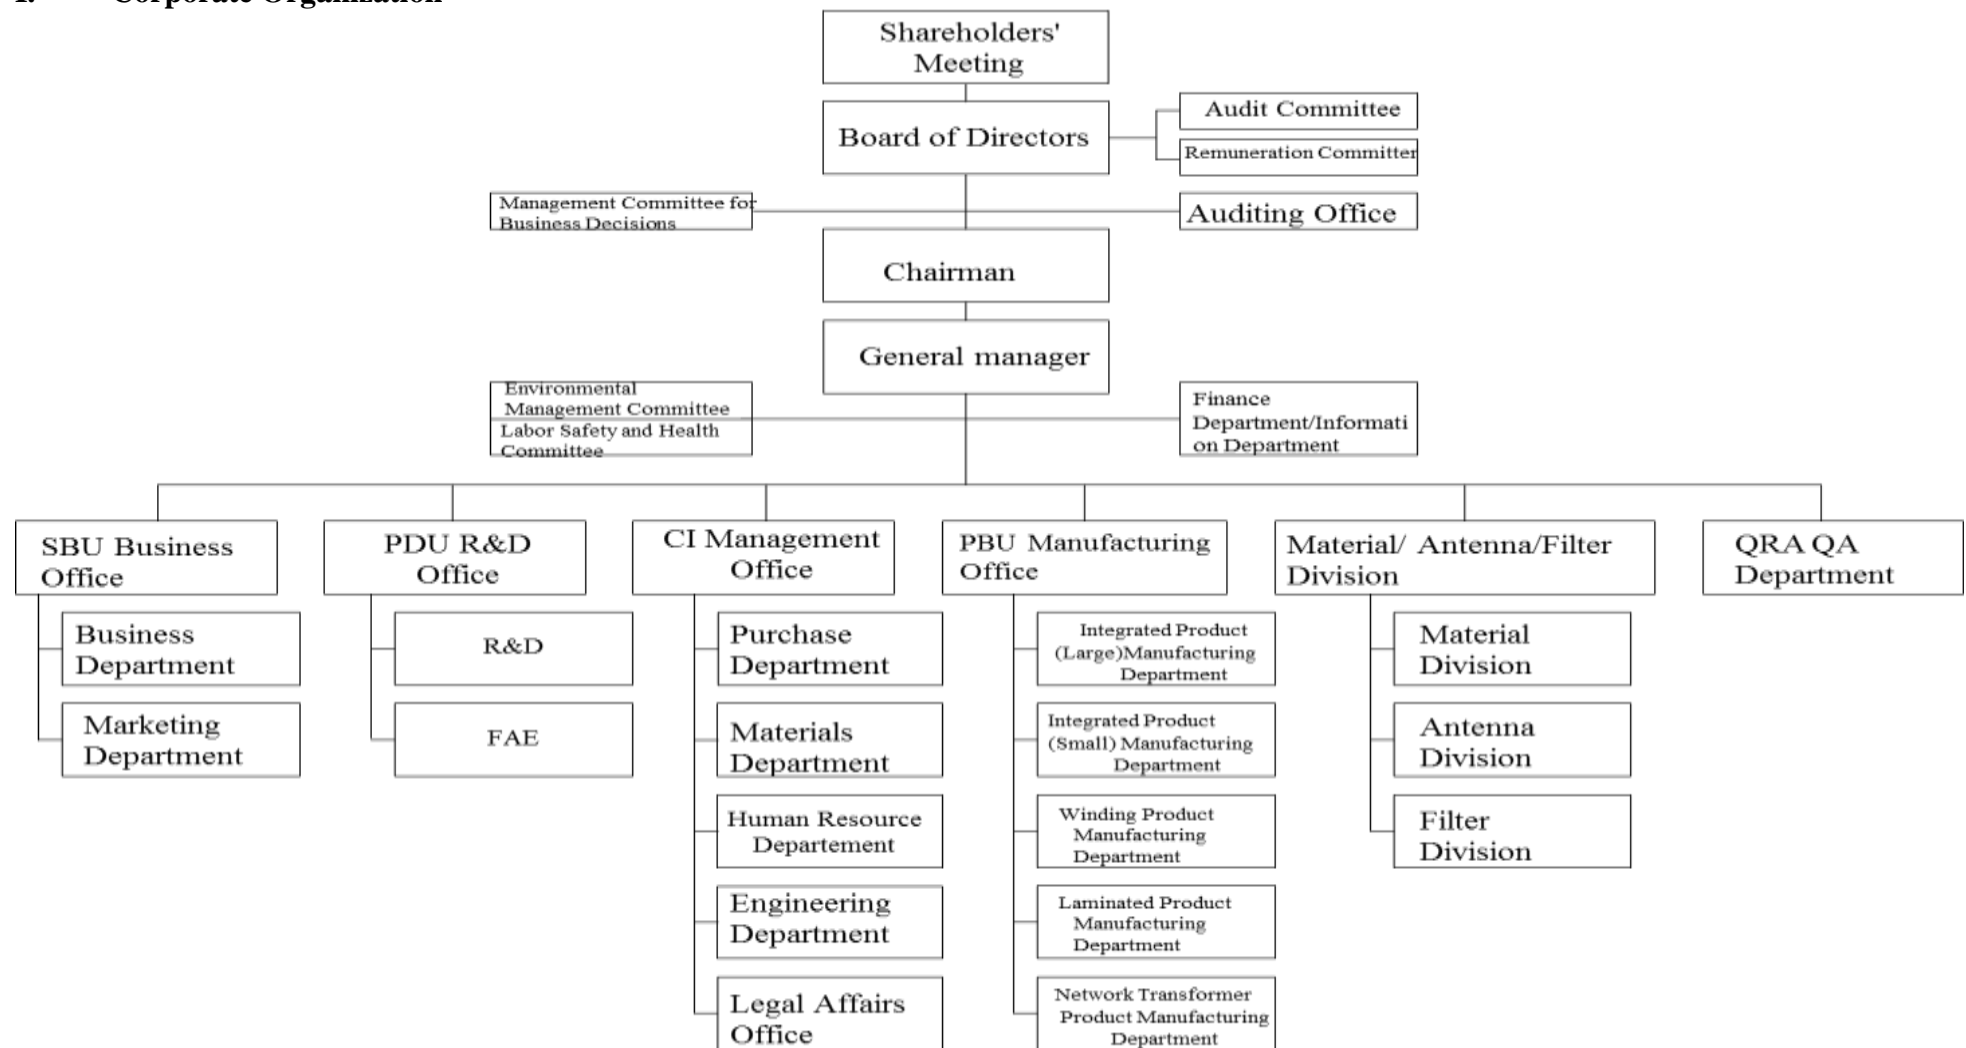 I. Corporate Organization
Shareholders'
Meeting
Board of Directors
Audit Committee
Remuneration Committer
Management Committee for
Business Decisions
Auditing Office
Chairman
General manager
Environmental
Management Committee
Labor Safety and Health
Committee
Finance
Department/Informati
on Department
SBU Business
Office
Business
Department
Marketing
Department
PDU R&D
Office
R&D
FAE
CI Management
Office
Purchase
Department
Materials
Department
Human Resource
Departement
Engineering
Department
Legal Affairs
Office
PBU Manufacturing
Office
Integrated Product
(Large)Manufacturing
Department
Integrated Product
(Small) Manufacturing
Department
Winding Product
Manufacturing
Department
Laminated Product
Manufacturing
Department
Network Transformer
Product Manufacturing
Department
Material/ Antenna/Filter
Division
Material
Division
Antenna
Division
Filter
Division
QRA QA
Department